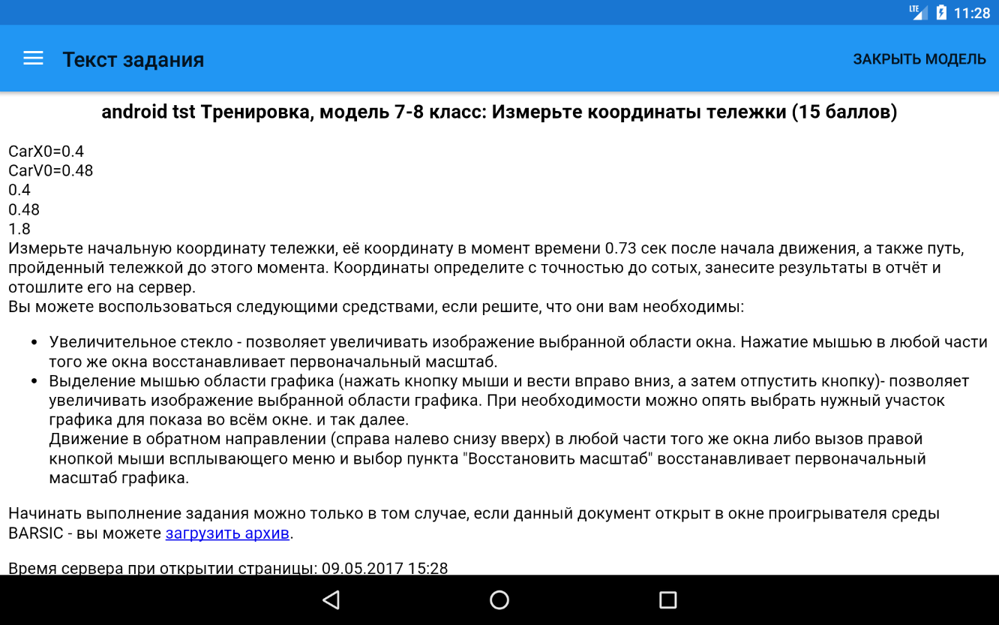 LTE 11:28
Текст задания
ЗАКРЫТЬ МОДЕЛЬ
android tst Тренировка, модель 7-8 класс: Измерьте координаты тележки (15 баллов)
CarX0=0.4
CarV0=0.48
0.4
0.48
1.8
Измерьте начальную координату тележки, её координату в момент времени 0.73 сек после начала движения, а также путь,
пройденный тележкой до этого момента. Координаты определите с точностью до сотых, занесите результаты в отчёт и
отошлите его на сервер.
Вы можете воспользоваться следующими средствами, если решите, что они вам необходимы:
• Увеличительное стекло - позволяет увеличивать изображение выбранной области окна. Нажатие мышью в любой части
того же окна восстанавливает первоначальный масштаб.
• Выделение мышью области графика (нажать кнопку мыши и вести вправо вниз, а затем отпустить кнопку)- позволяет
увеличивать изображение выбранной области графика. При необходимости можно опять выбрать нужный участок
графика для показа во всём окне. и так далее.
Движение в обратном направлении (справа налево снизу вверх) в любой части того же окна либо вызов правой
кнопкой мыши всплывающего меню и выбор пункта "Восстановить масштаб" восстанавливает первоначальный
масштаб графика.
Начинать выполнение задания можно только в том случае, если данный документ открыт в окне проигрывателя среды
BARSIC - вы можете загрузить архив.
Время сервера при открытии страницы: 09.05.2017 15:28